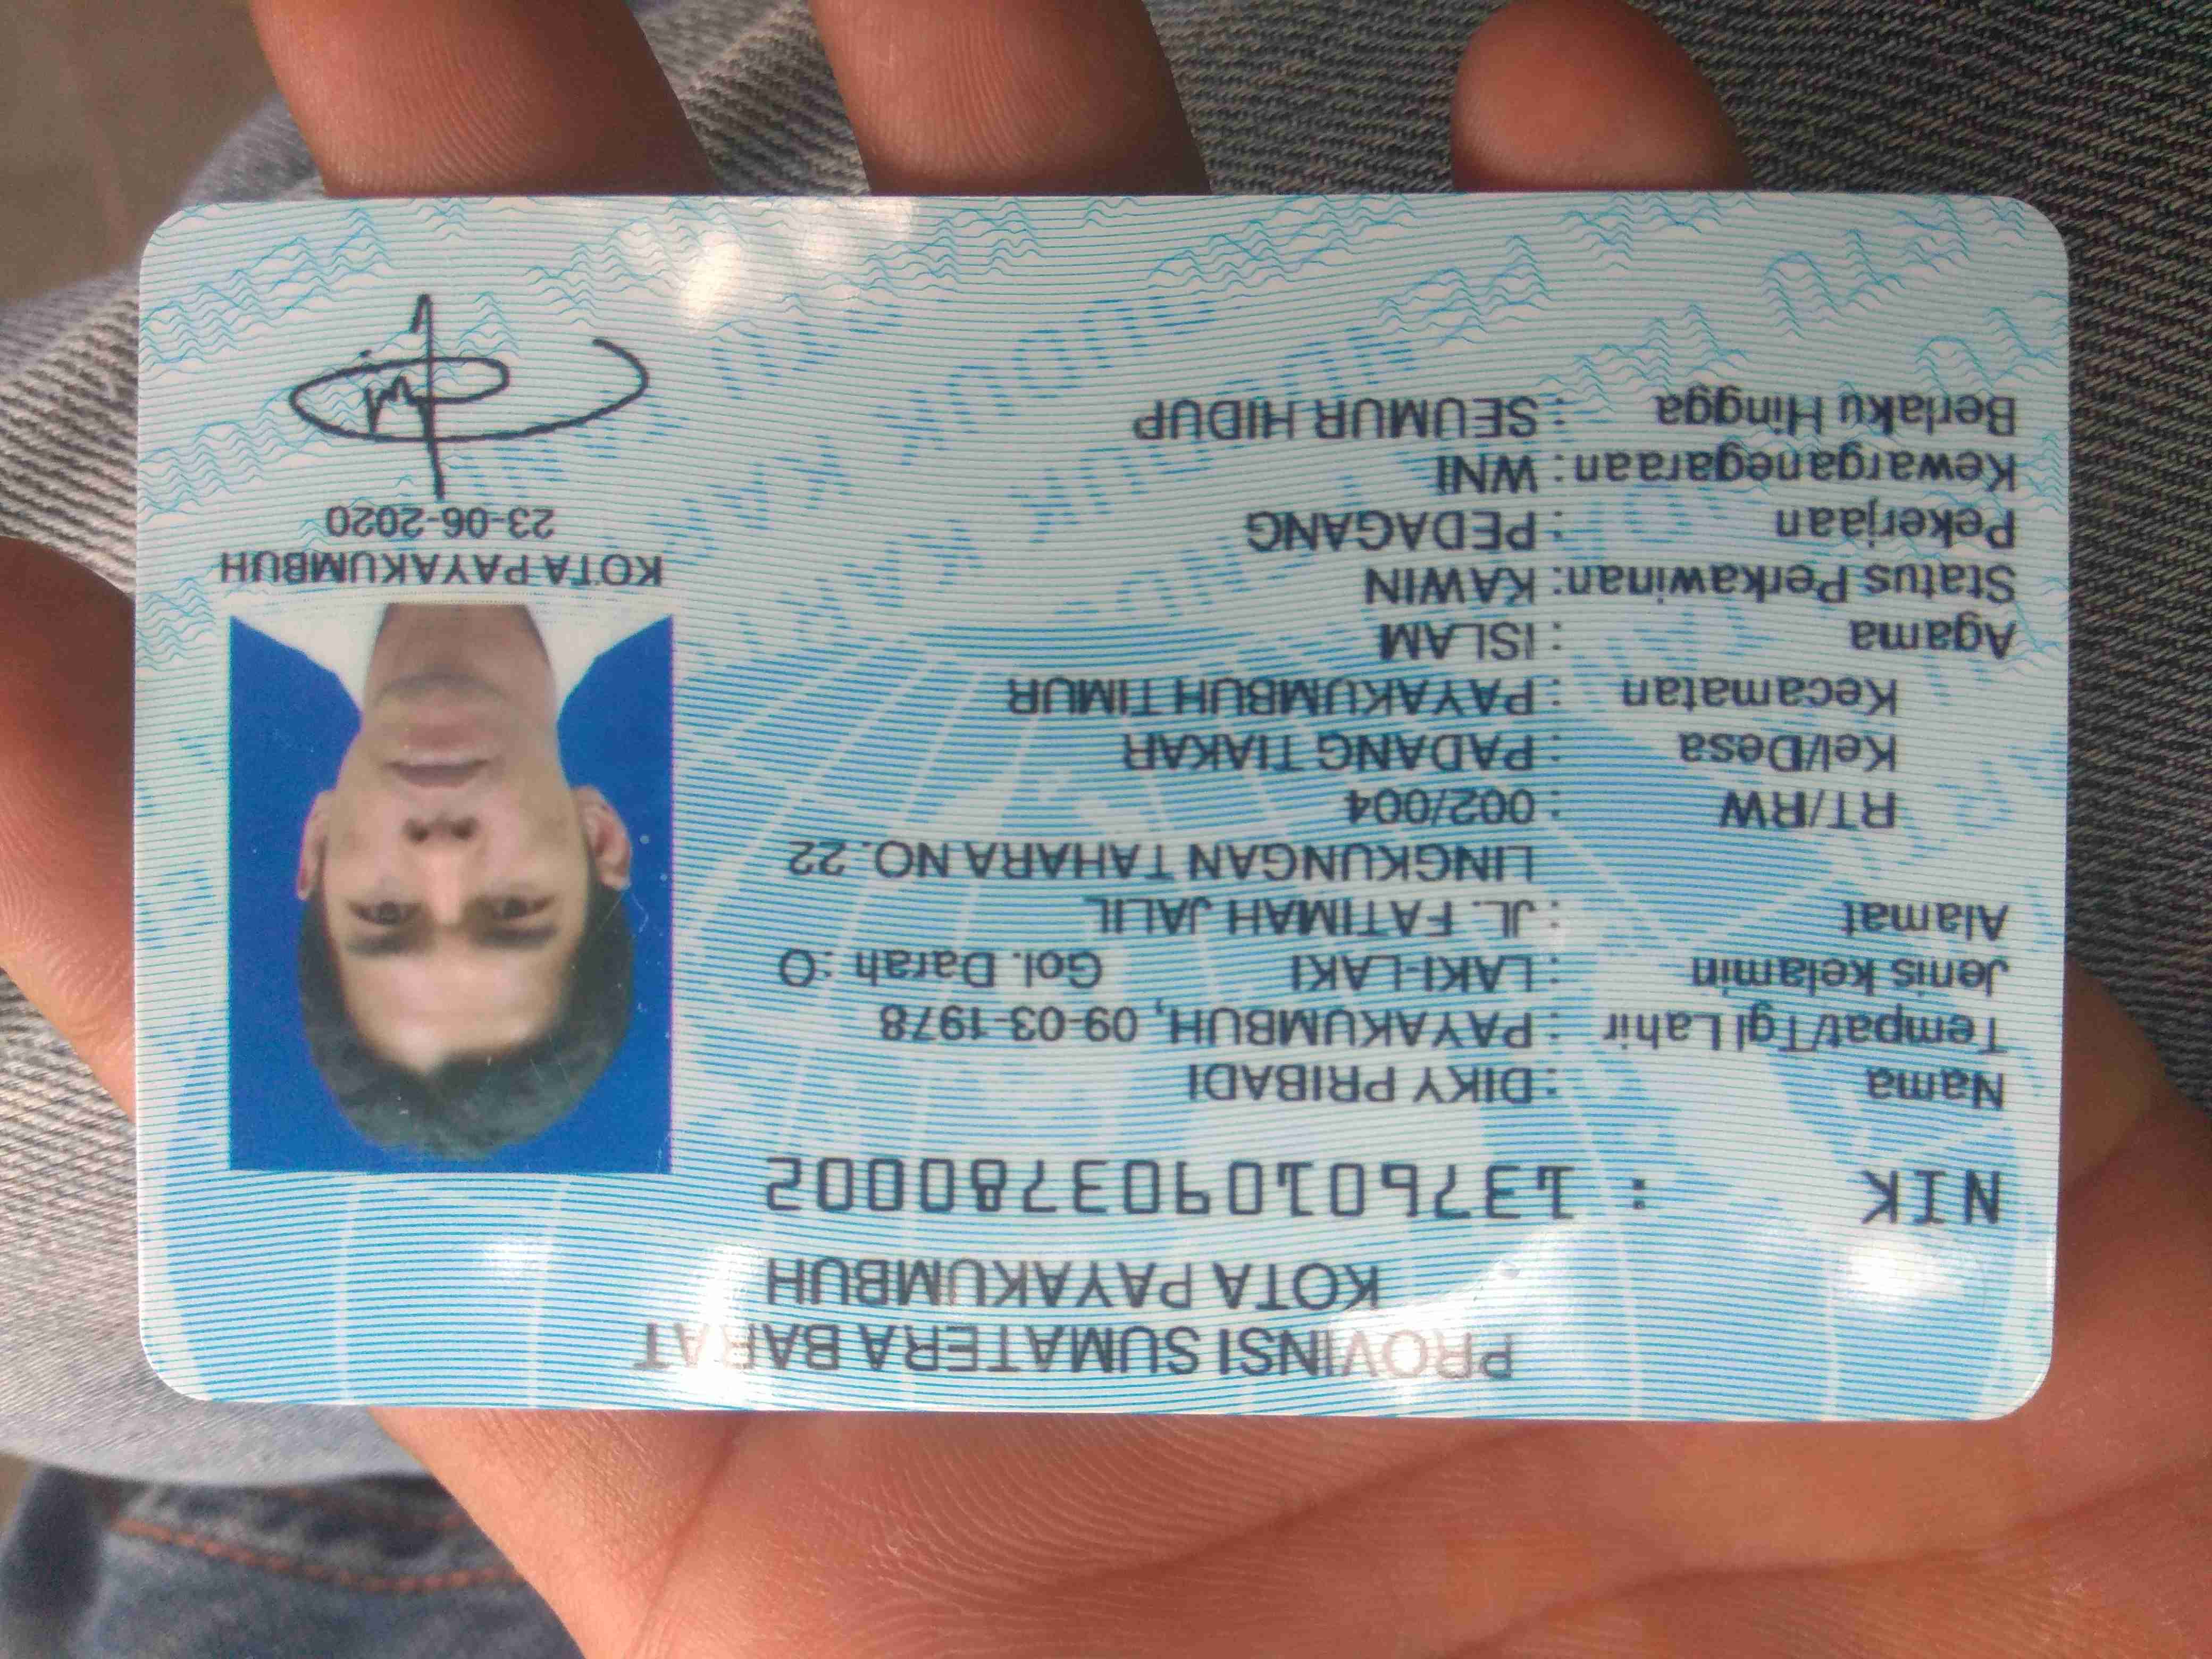 PROVINSI SUMATERA BARAT
KOTA PAYAKUMBUH
NIK : 1376010903780002
Nama : DIKY PRIBADI
Tempat/Tgl Lahir : PAYAKUMBUH, 09-03-1978
Jenis kelamin : LAKI-LAKI Gol. Darah : O
Alamat : JL. FATIMAH JALIL
LINGKUNGAN TAHARA NO. 22
RT/RW : 002/004
Kel/Desa : PADANG TIAKAR
Kecamatan : PAYAKUMBUH TIMUR
Agama : ISLAM
Status Perkawinan: KAWIN
Pekerjaan : PEDAGANG
Kewarganegaraan: WNI
Berlaku Hingga : SEUMUR HIDUP
KOTA PAYAKUMBUH
23-06-2020